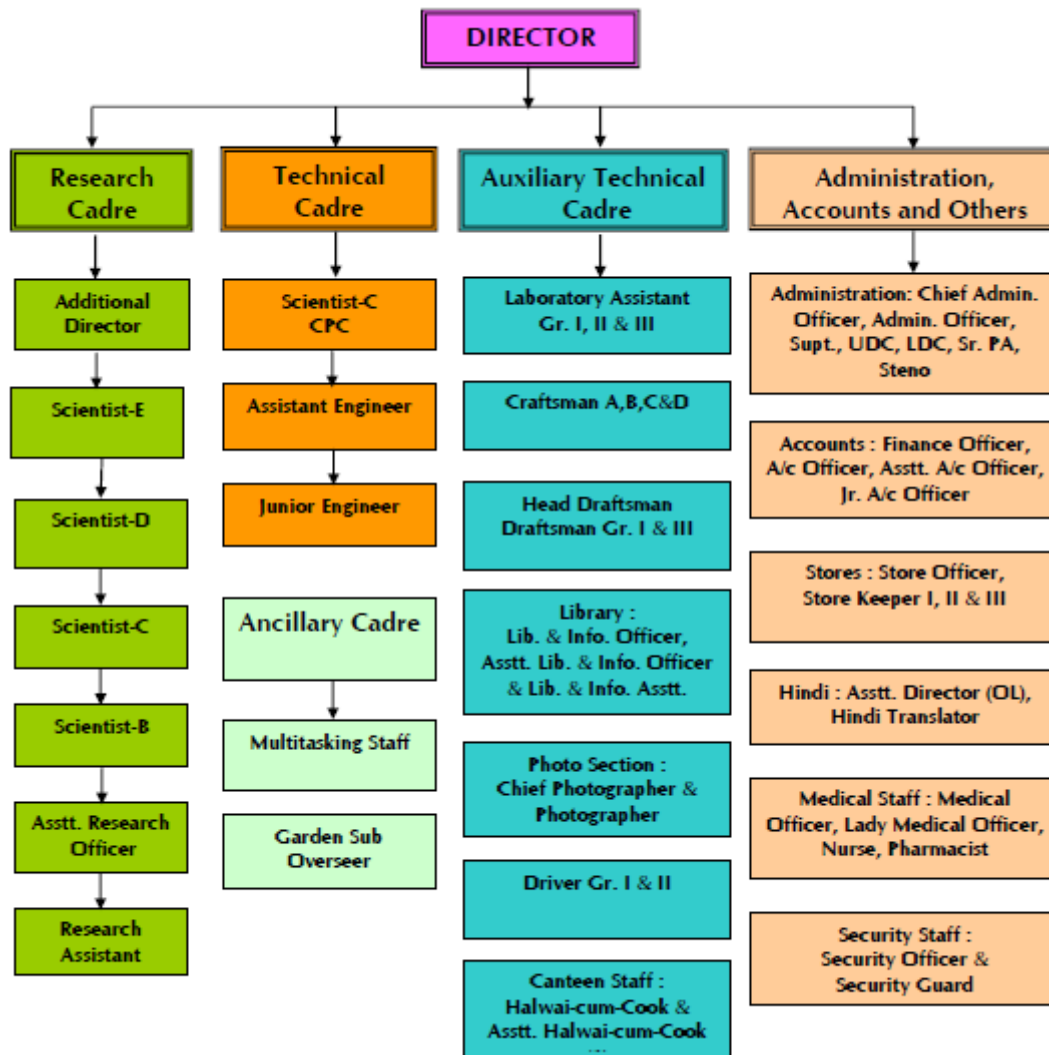 DIRECTOR
Research
Cadre
Additional
Director
Scientist-E
Scientist-D
Scientist-C
Scientist-B
Asstt. Research
Officer
Research
Assistant
Technical
Cadre
Scientist-C
CPC
Assistant Engineer
Junior Engineer
Ancillary Cadre
Multitasking Staff
Garden Sub
Overseer
Auxiliary Technical
Cadre
Laboratory Assistant
Gr. I, II & III
Craftsman A,B,C&D
Head Draftsman
Draftsman Gr. I & III
Library :
Lib. & Info. Officer,
Asstt. Lib. & Info. Officer
& Lib. & Info. Asstt.
Photo Section :
Chief Photographer &
Photographer
Driver Gr. I & II
Canteen Staff :
Halwai-cum-Cook &
Asstt. Halwai-cum-Cook
Administration,
Accounts and Others
Administration: Chief Admin.
Officer, Admin. Officer,
Supt., UDC, LDC, Sr. PA,
Steno
Accounts : Finance Officer,
A/c Officer, Asstt. A/c Officer,
Jr. A/c Officer
Stores : Store Officer,
Store Keeper I, II & III
Hindi : Asstt. Director (OL),
Hindi Translator
Medical Staff : Medical
Officer, Lady Medical Officer,
Nurse, Pharmacist
Security Staff :
Security Officer &
Security Guard